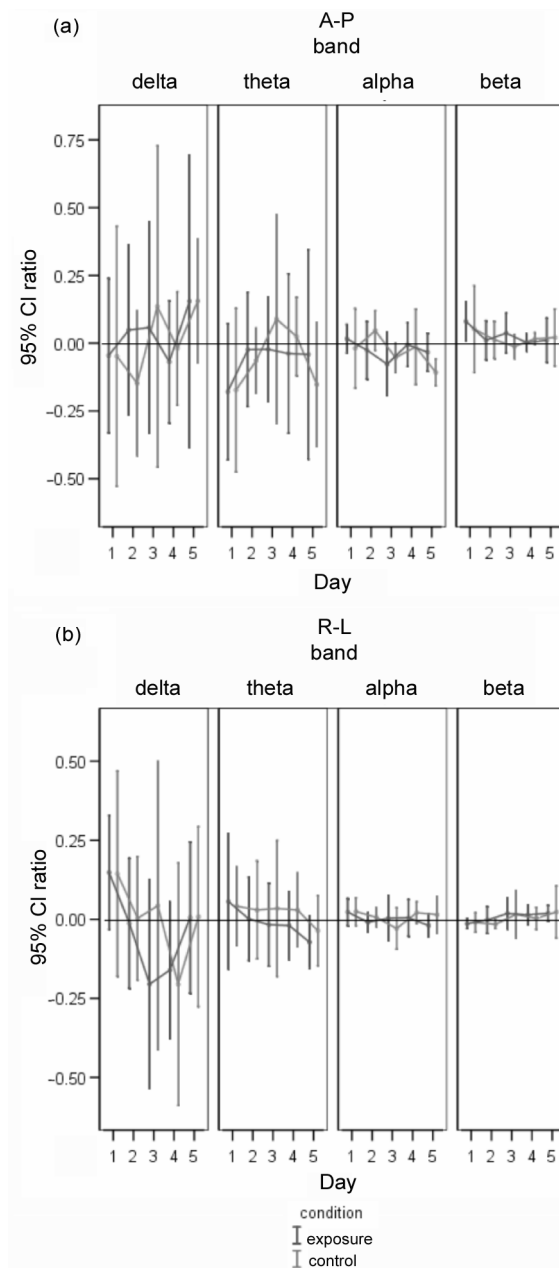 (a)
A-P
band
delta theta alpha beta
0.75
0.50
0.25
0.00
−0.25
−0.50
95% CI ratio
1 2 3 4 5 1 2 3 4 5 1 2 3 4 5 1 2 3 4 5
Day
(b)
R-L
band
delta theta alpha beta
0.50
0.25
0.00
−0.25
−0.50
95% CI ratio
1 2 3 4 5 1 2 3 4 5 1 2 3 4 5 1 2 3 4 5
Day
condition
exposure
control